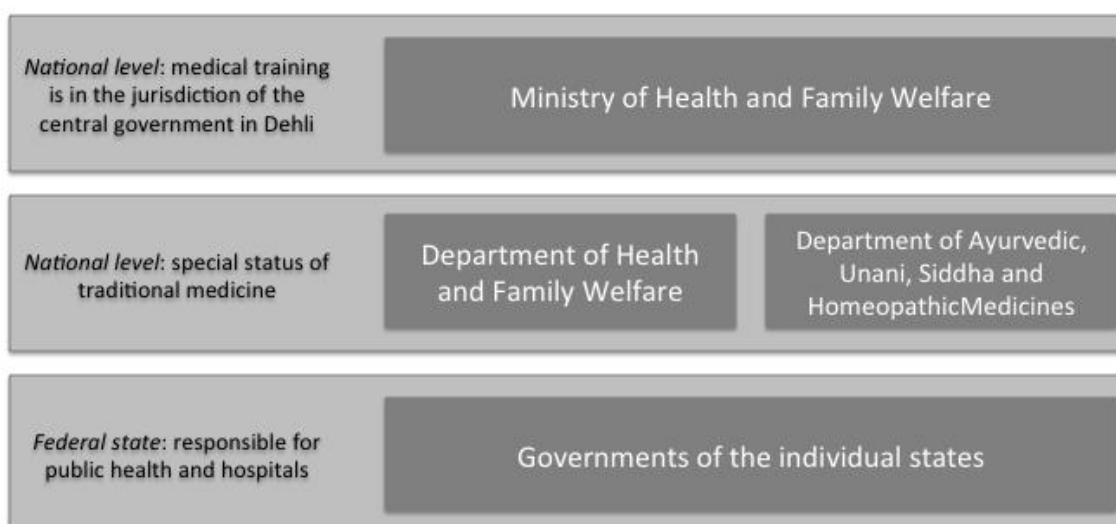 National level: medical training
is in the jurisdiction of the
central government in Dehli
Ministry of Health and Family Welfare
National level: special status of
traditional medicine
Department of Health
and Family Welfare
Department of Ayurvedic,
Unani, Siddha and
HomeopathicMedicines
Federal state: responsible for
public health and hospitals
Governments of the individual states